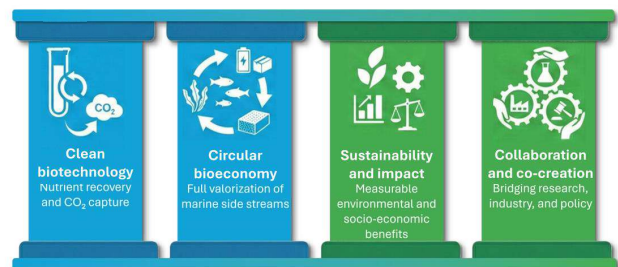 CO₂
Clean
biotechnology
Nutrient recovery
and CO₂ capture
Circular
bioeconomy
Full valorization of
marine side streams
Sustainability
and impact
Measurable
environmental and
socio-economic
benefits
Collaboration
and co-creation
Bridging research,
industry, and policy